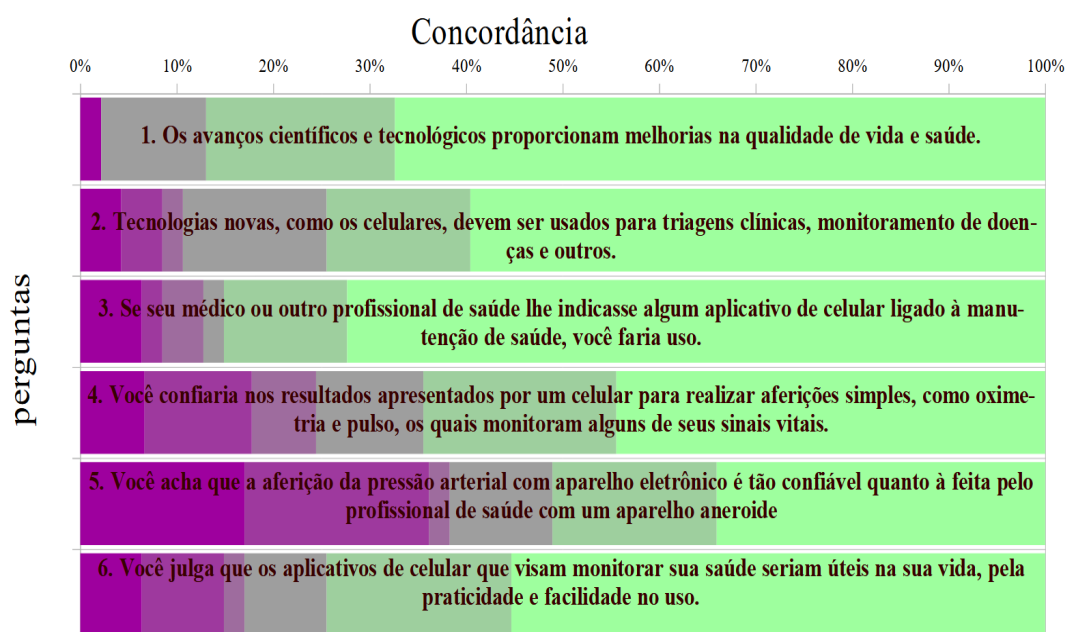 Concordância
0% 10% 20% 30% 40% 50% 60% 70% 80% 90% 100%
perguntas
1. Os avanços científicos e tecnológicos proporcionam melhorias na qualidade de vida e saúde.
2. Tecnologias novas, como os celulares, devem ser usados para triagens clínicas, monitoramento de doen-
ças e outros.
3. Se seu médico ou outro profissional de saúde lhe indicasse algum aplicativo de celular ligado à manu-
tenção de saúde, você faria uso.
4. Você confiaria nos resultados apresentados por um celular para realizar aferições simples, como oxime-
tria e pulso, os quais monitoram alguns de seus sinais vitais.
5. Você acha que a aferição da pressão arterial com aparelho eletrônico é tão confiável quanto à feita pelo
profissional de saúde com um aparelho aneroide
6. Você julga que os aplicativos de celular que visam monitorar sua saúde seriam úteis na sua vida, pela
praticidade e facilidade no uso.